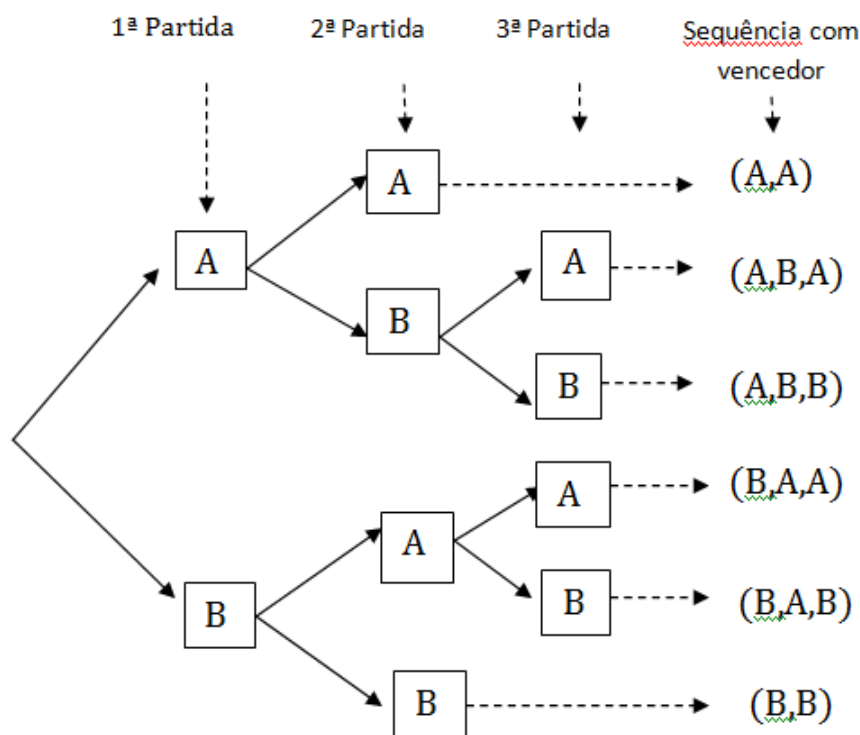 1ª Partida 2ª Partida 3ª Partida Sequência com
vencedor
A (A,A)
A A (A,B,A)
B
B (A,B,B)
A (B,A,A)
A
B B (B,A,B)
B (B,B)